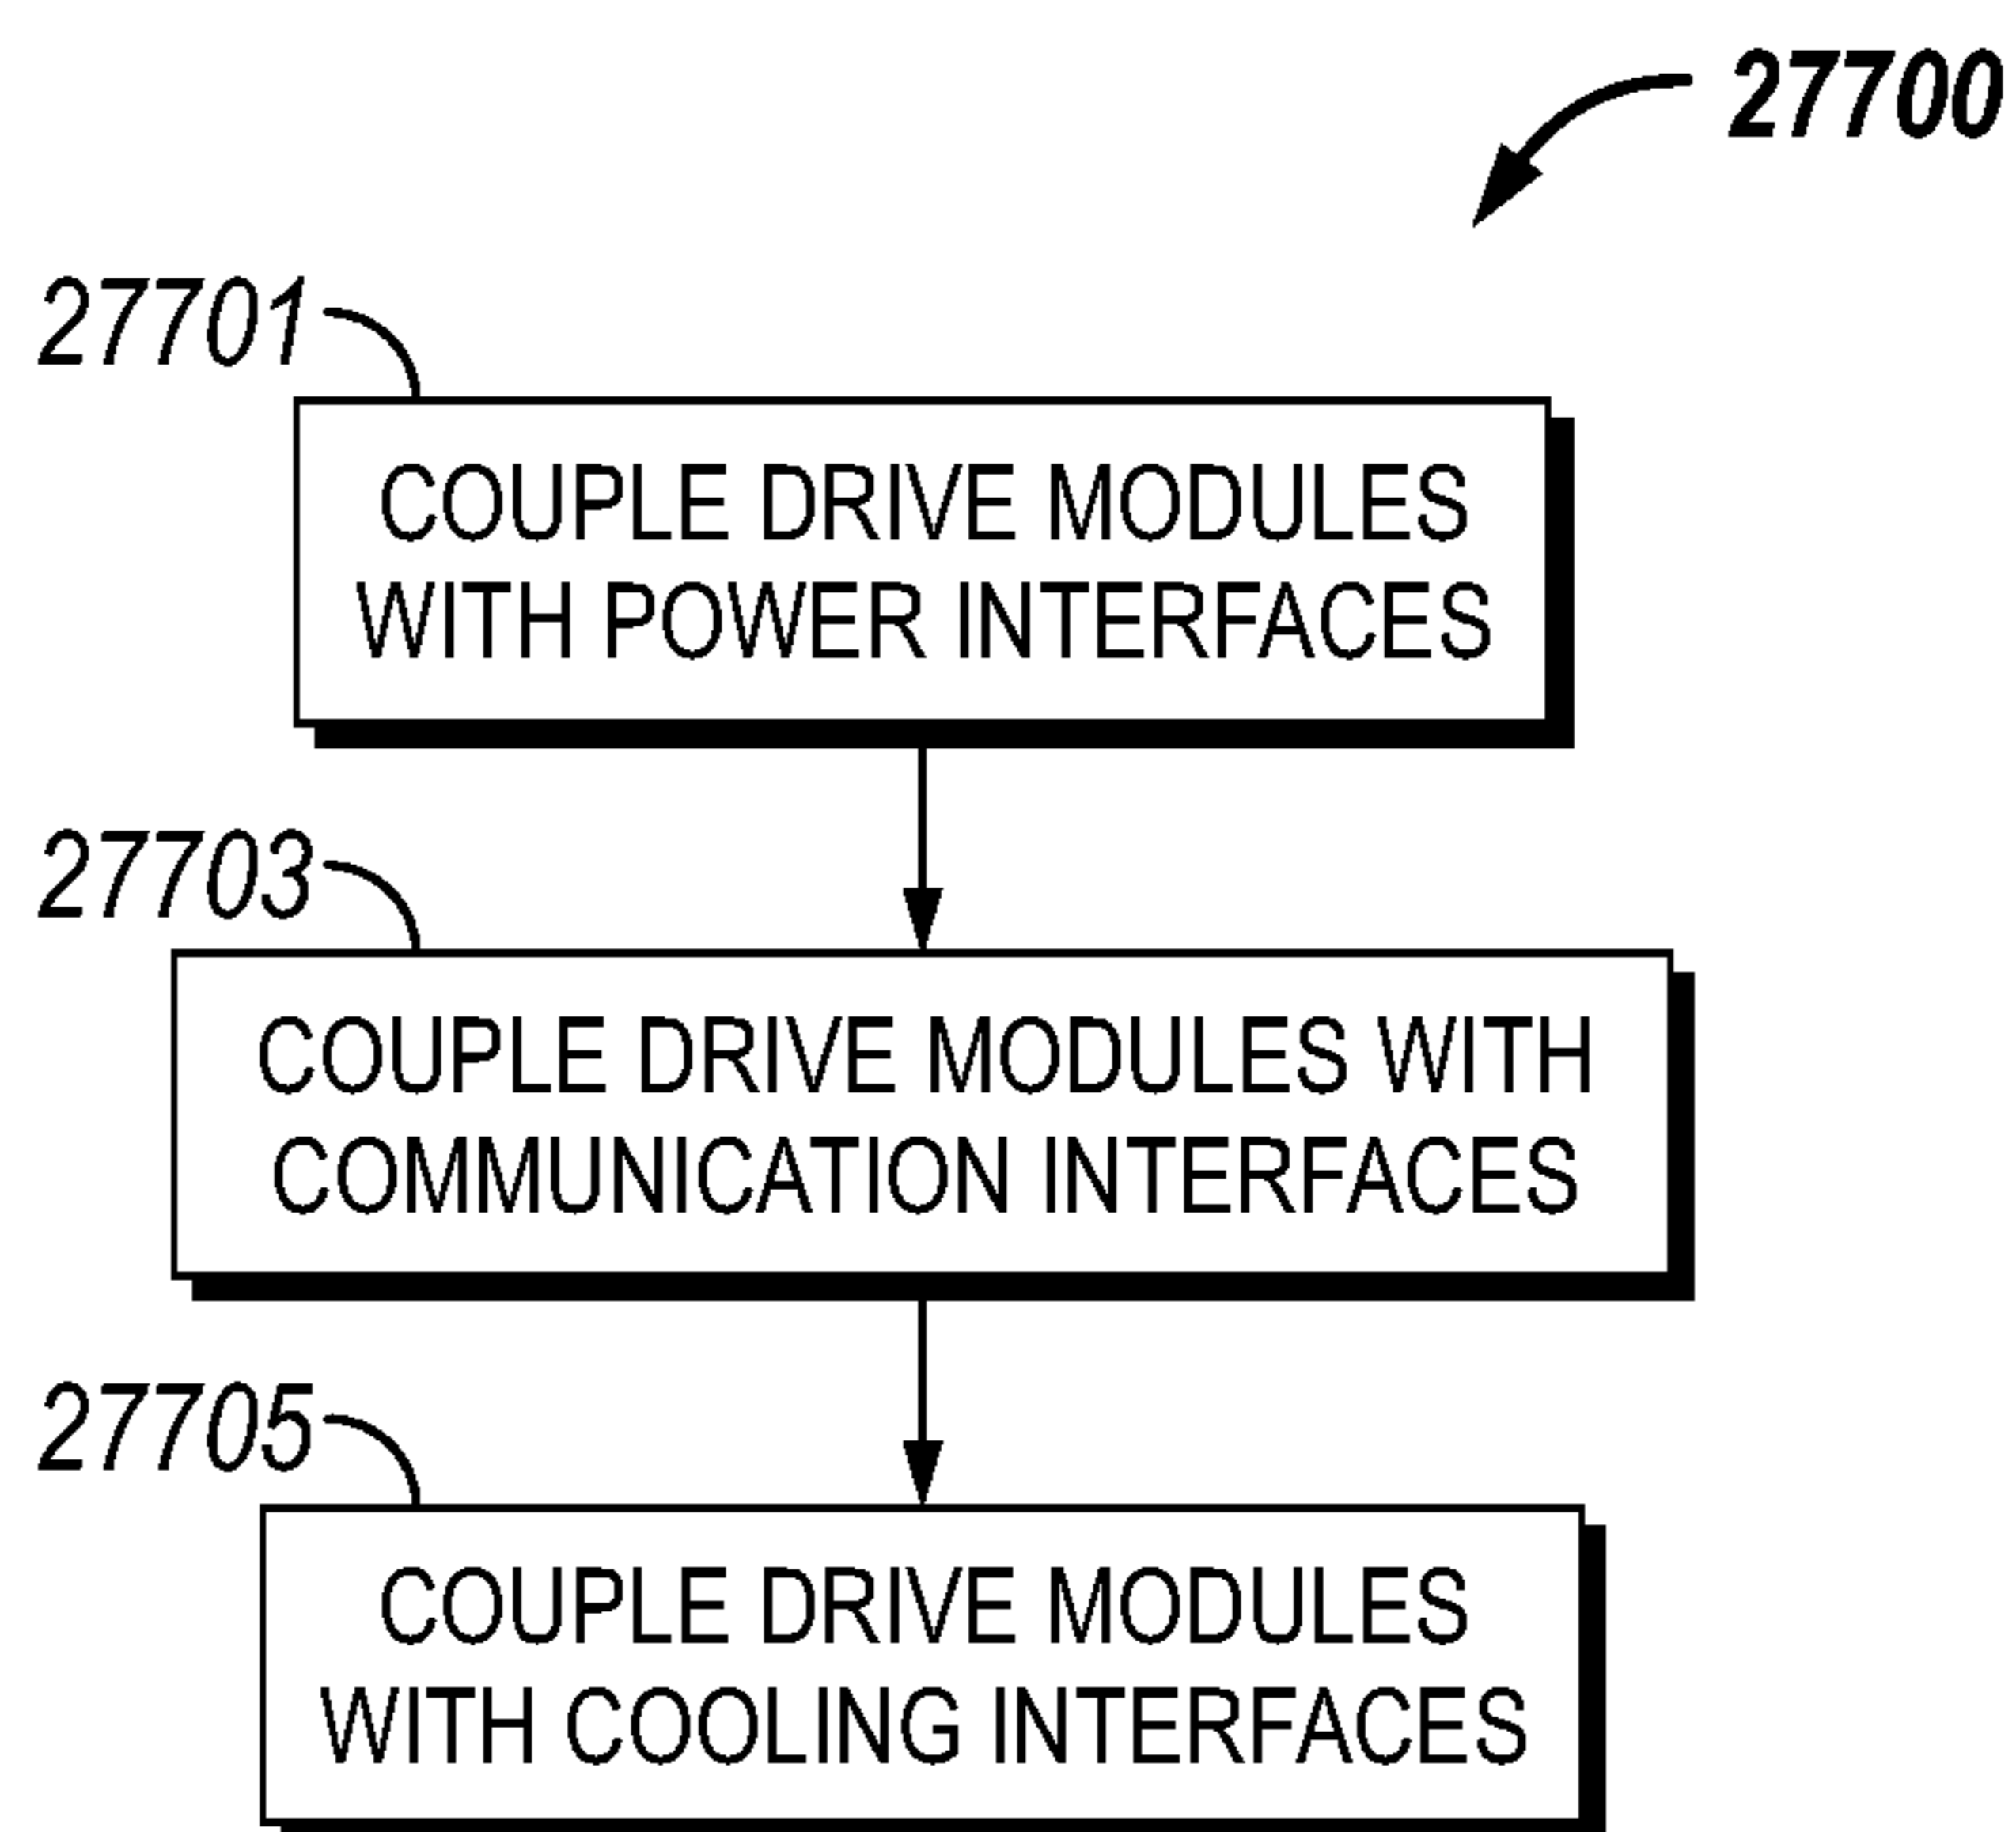 27700
27701
COUPLE DRIVE MODULES
WITH POWER INTERFACES
27703
COUPLE DRIVE MODULES WITH
COMMUNICATION INTERFACES
27705
COUPLE DRIVE MODULES
WITH COOLING INTERFACES